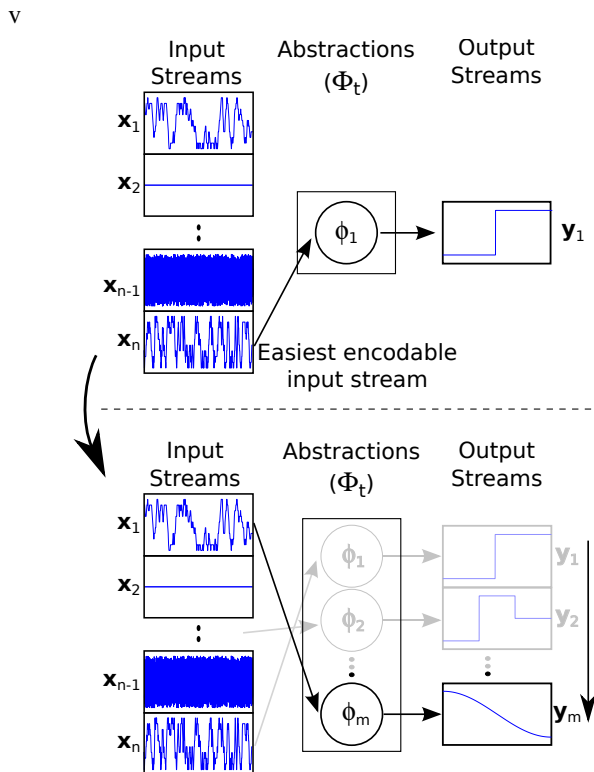 v
Input
Streams
Abstractions
(Φt)
Output
Streams
x1
x2
xn-1
xn
ϕ1
y1
Easiest encodable
input stream
Input
Streams
Abstractions
(Φt)
Output
Streams
x1
x2
xn-1
xn
ϕ1
ϕ2
ϕm
y1
y2
ym